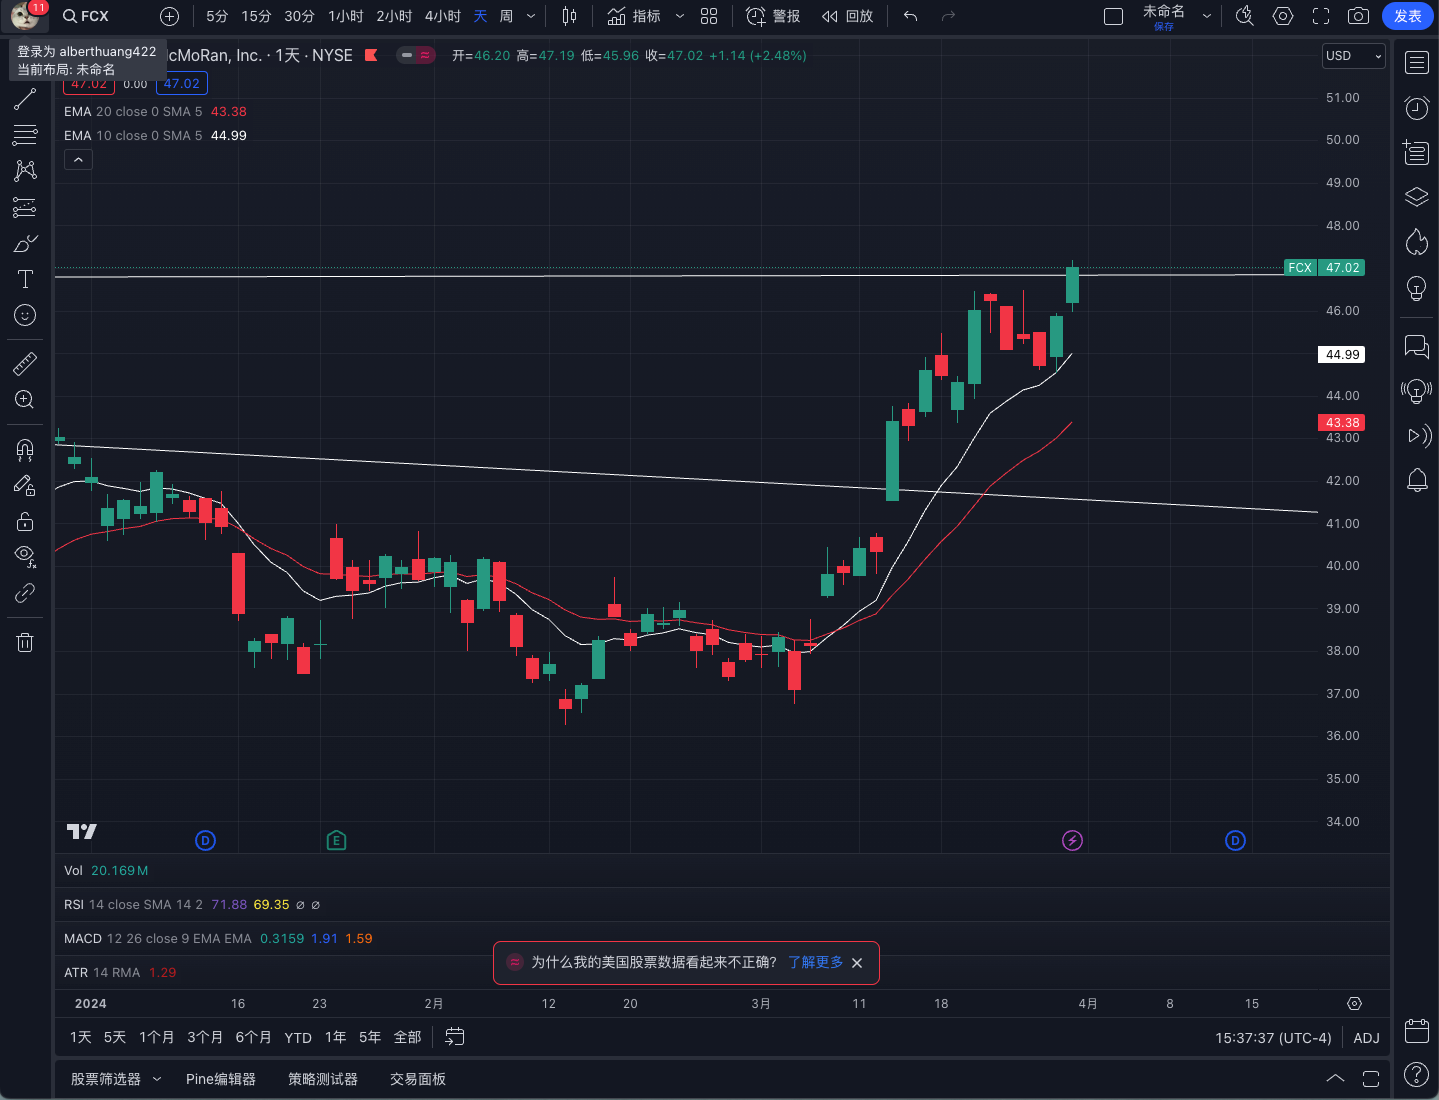 11
FCX
5分 15分 30分 1小时 2小时 4小时 天 周
指标
警报
回放
未命名
保存
发表
登录为 alberthuang422
当前布局: 未命名
McMoRan, Inc. · 1天 · NYSE
开=46.20 高=47.19 低=45.96 收=47.02 +1.14 (+2.48%)
USD
47.02 0.00 47.02
EMA 20 close 0 SMA 5 43.38
EMA 10 close 0 SMA 5 44.99
51.00
50.00
49.00
48.00
FCX 47.02
46.00
44.99
44.00
43.38
43.00
42.00
41.00
40.00
39.00
38.00
37.00
36.00
35.00
34.00
D E D
Vol 20.169M
RSI 14 close SMA 14 2 71.88 69.35 ∅ ∅
MACD 12 26 close 9 EMA EMA 0.3159 1.91 1.59
ATR 14 RMA 1.29
为什么我的美国股票数据看起来不正确? 了解更多
2024 16 23 2月 12 20 3月 11 18 4月 8 15
1天 5天 1个月 3个月 6个月 YTD 1年 5年 全部
15:37:37 (UTC-4) ADJ
股票筛选器 Pine编辑器 策略测试器 交易面板